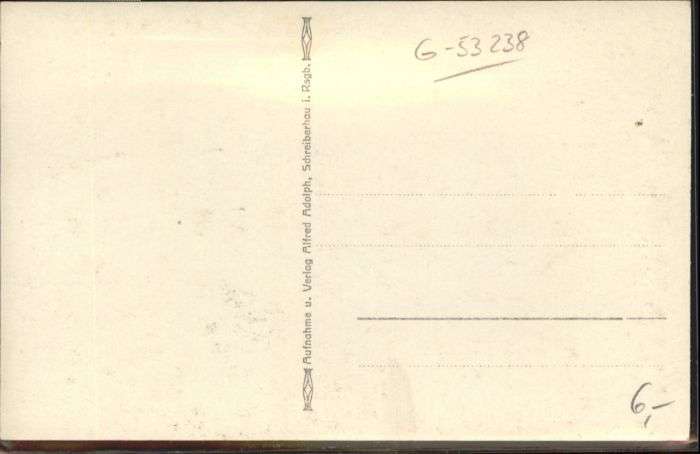 G-53238
Aufnahme u. Verlag Alfred Adolph, Schreiberhau i. Rsgb.
6,-